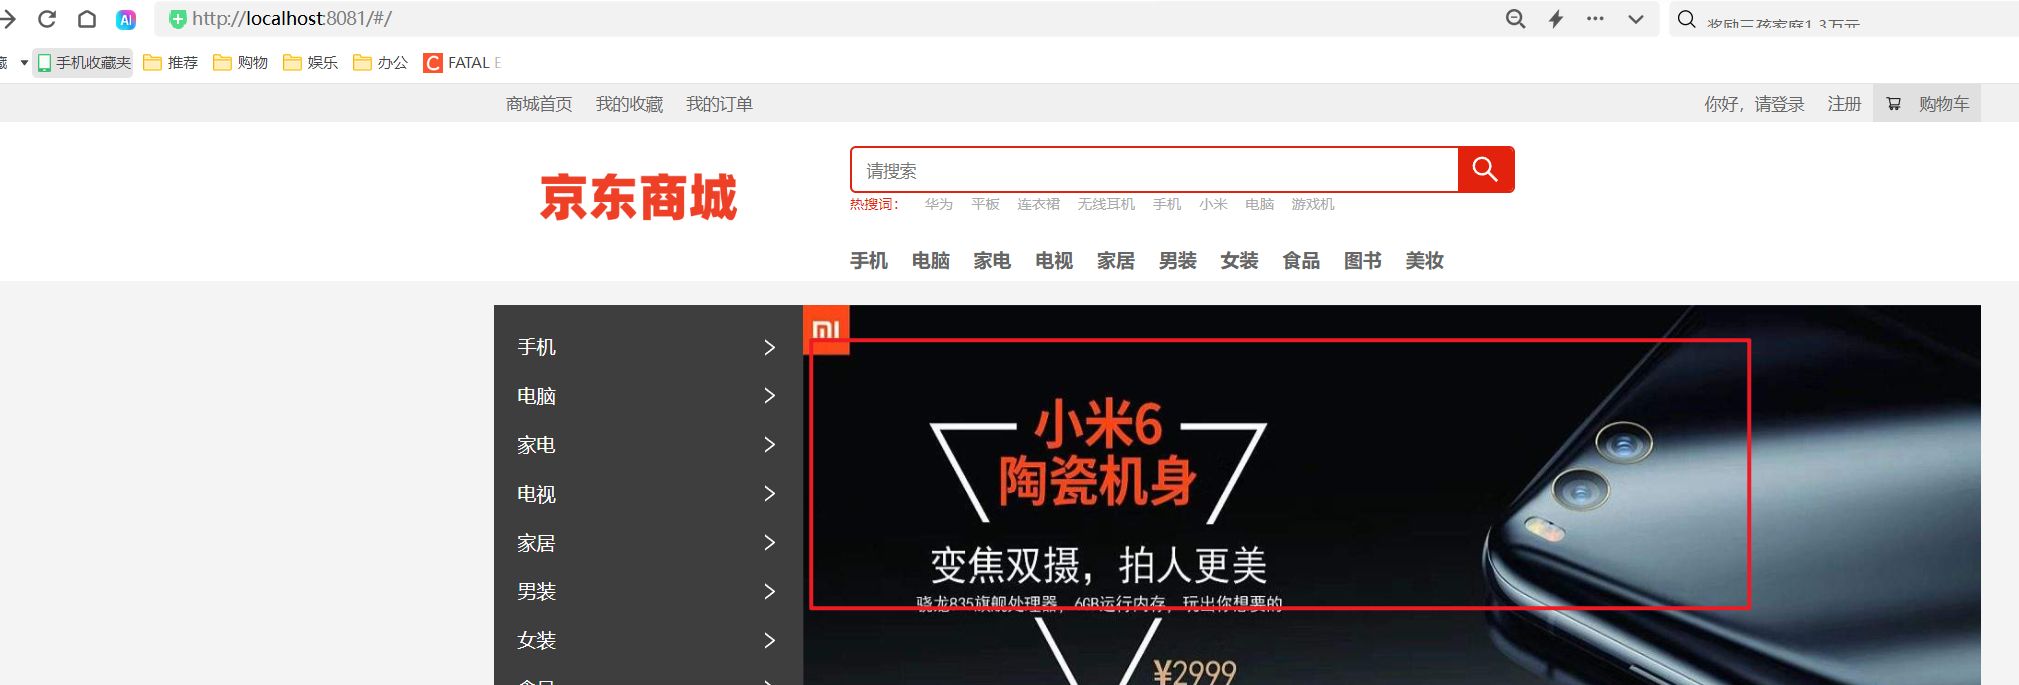 AI http://localhost:8081/#/
藏 手机收藏夹 推荐 购物 娱乐 办公 C FATAL E
商城首页 我的收藏 我的订单 你好，请登录 注册 购物车
京东商城
请搜索
热搜词： 华为 平板 连衣裙 无线耳机 手机 小米 电脑 游戏机
手机 电脑 家电 电视 家居 男装 女装 食品 图书 美妆
手机
电脑
家电
电视
家居
男装
女装
食品
小米6
陶瓷机身
变焦双摄，拍人更美
骁龙835旗舰处理器，6GB运行内存，玩出你想要的
¥2999